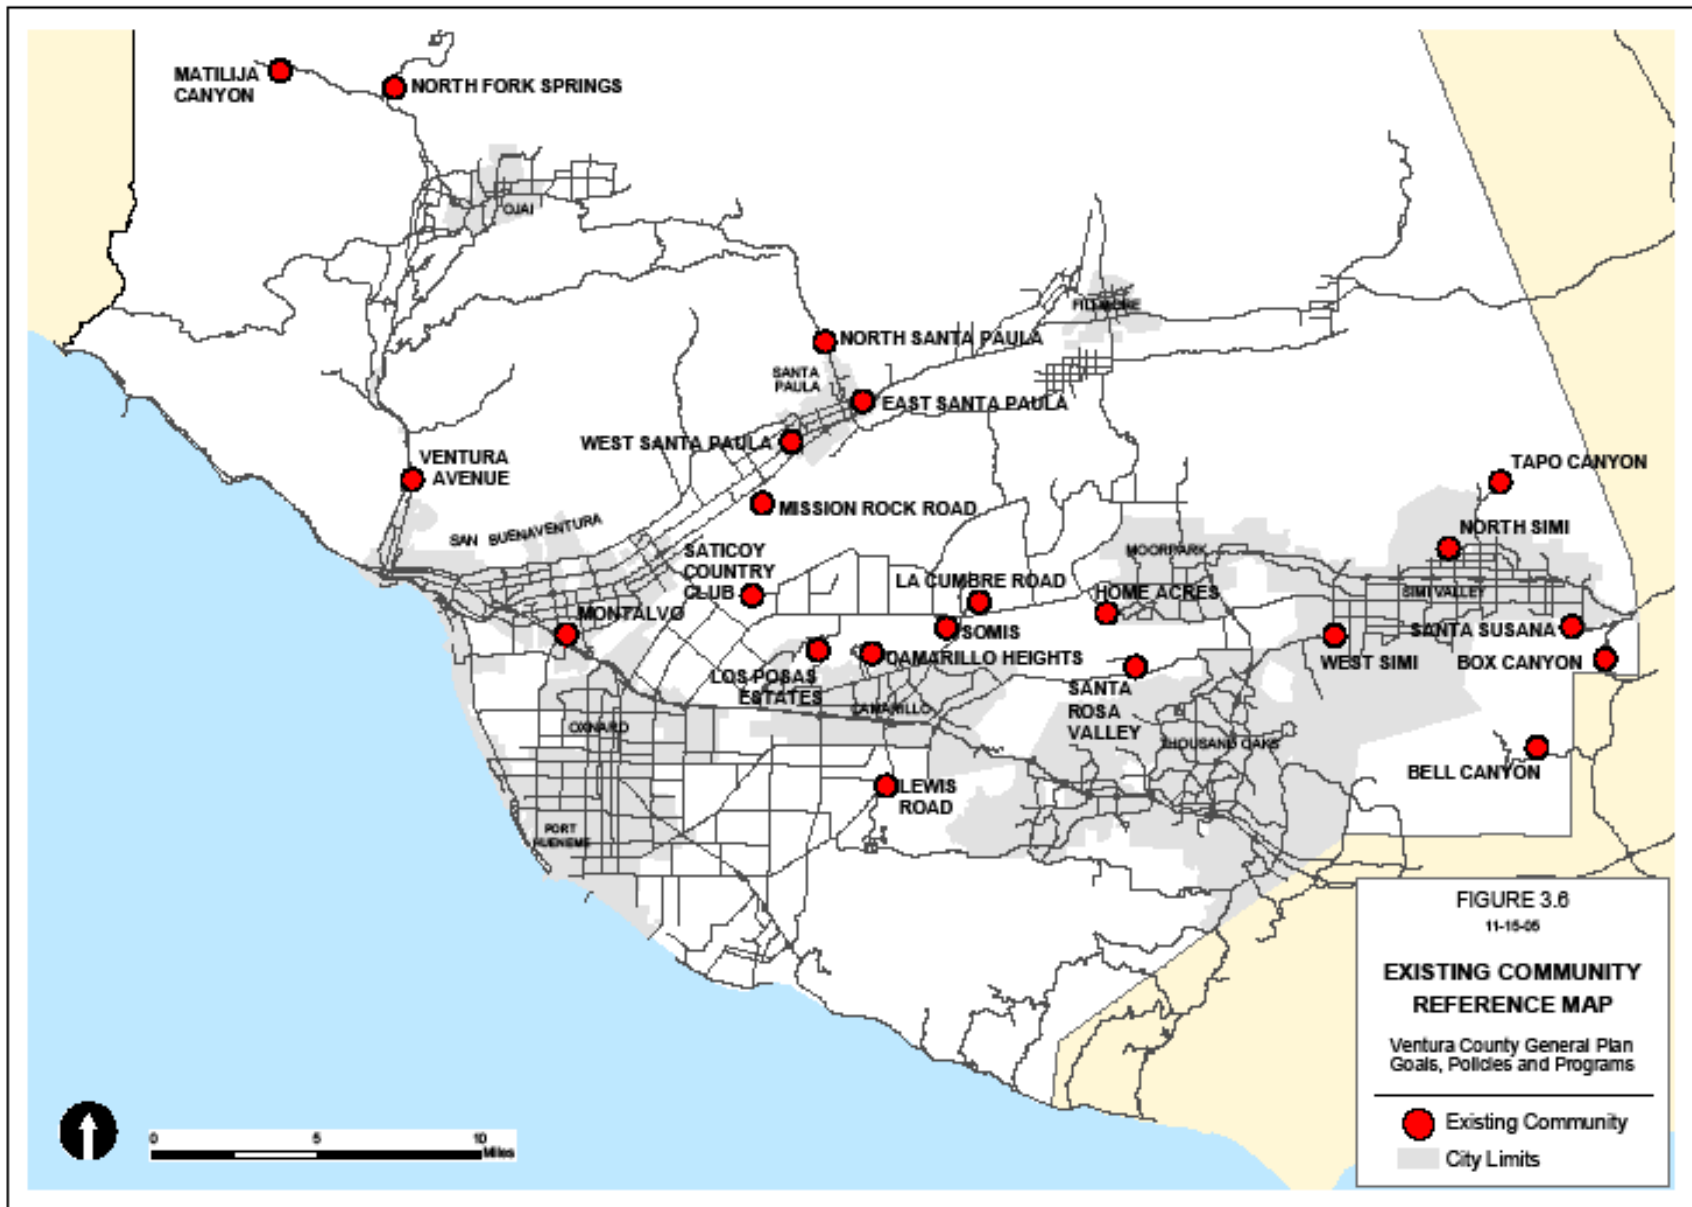 MATILIJA
CANYON
NORTH FORK SPRINGS
OJAI
FILLMORE
NORTH SANTA PAULA
SANTA
PAULA
EAST SANTA PAULA
WEST SANTA PAULA
VENTURA
AVENUE
TAPO CANYON
MISSION ROCK ROAD
SAN BUENAVENTURA
NORTH SIMI
SATICOY
COUNTRY
CLUB
MOORPARK
LA CUMBRE ROAD
HOME ACRES
SIMI VALLEY
MONTALVO
SOMIS
SANTA SUSANA
CAMARILLO HEIGHTS
WEST SIMI
BOX CANYON
LOS POSAS
ESTATES
SANTA
ROSA
VALLEY
CAMARILLO
OXNARD
THOUSAND OAKS
BELL CANYON
LEWIS
ROAD
PORT
HUENEME
FIGURE 3.6
11-15-05
EXISTING COMMUNITY
REFERENCE MAP
Ventura County General Plan
Goals, Policies and Programs
Existing Community
City Limits
0 5 10
Miles